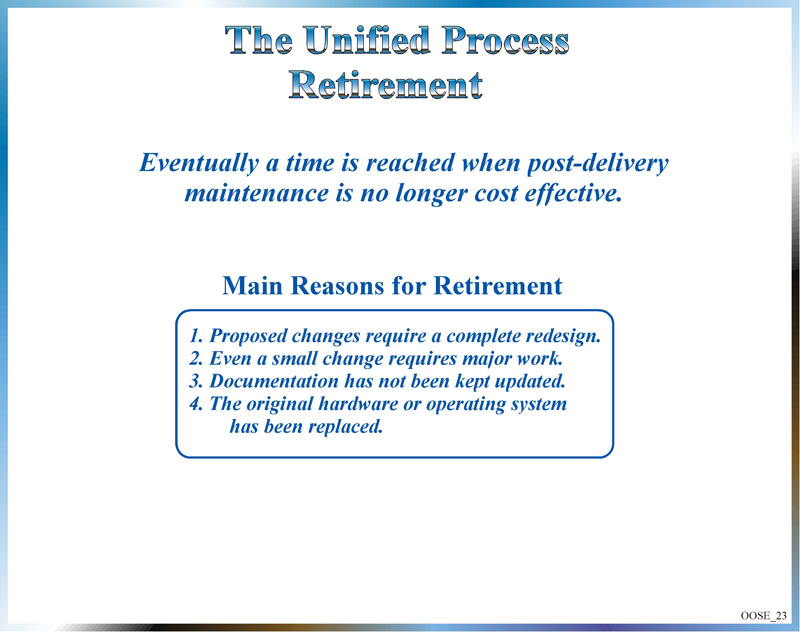 The Unified Process
Retirement
Eventually a time is reached when post-delivery
maintenance is no longer cost effective.
Main Reasons for Retirement
1. Proposed changes require a complete redesign.
2. Even a small change requires major work.
3. Documentation has not been kept updated.
4. The original hardware or operating system
has been replaced.
OOSE_23